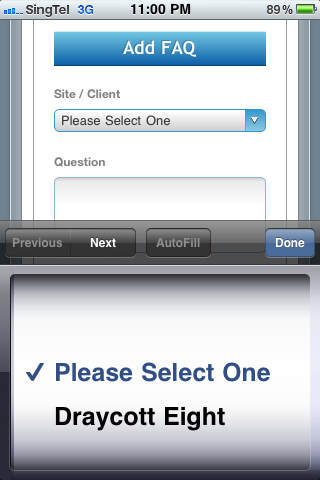 SingTel 3G 11:00 PM 89%
Add FAQ
Site / Client
Please Select One
Question
Previous Next AutoFill Done
✓ Please Select One
Draycott Eight